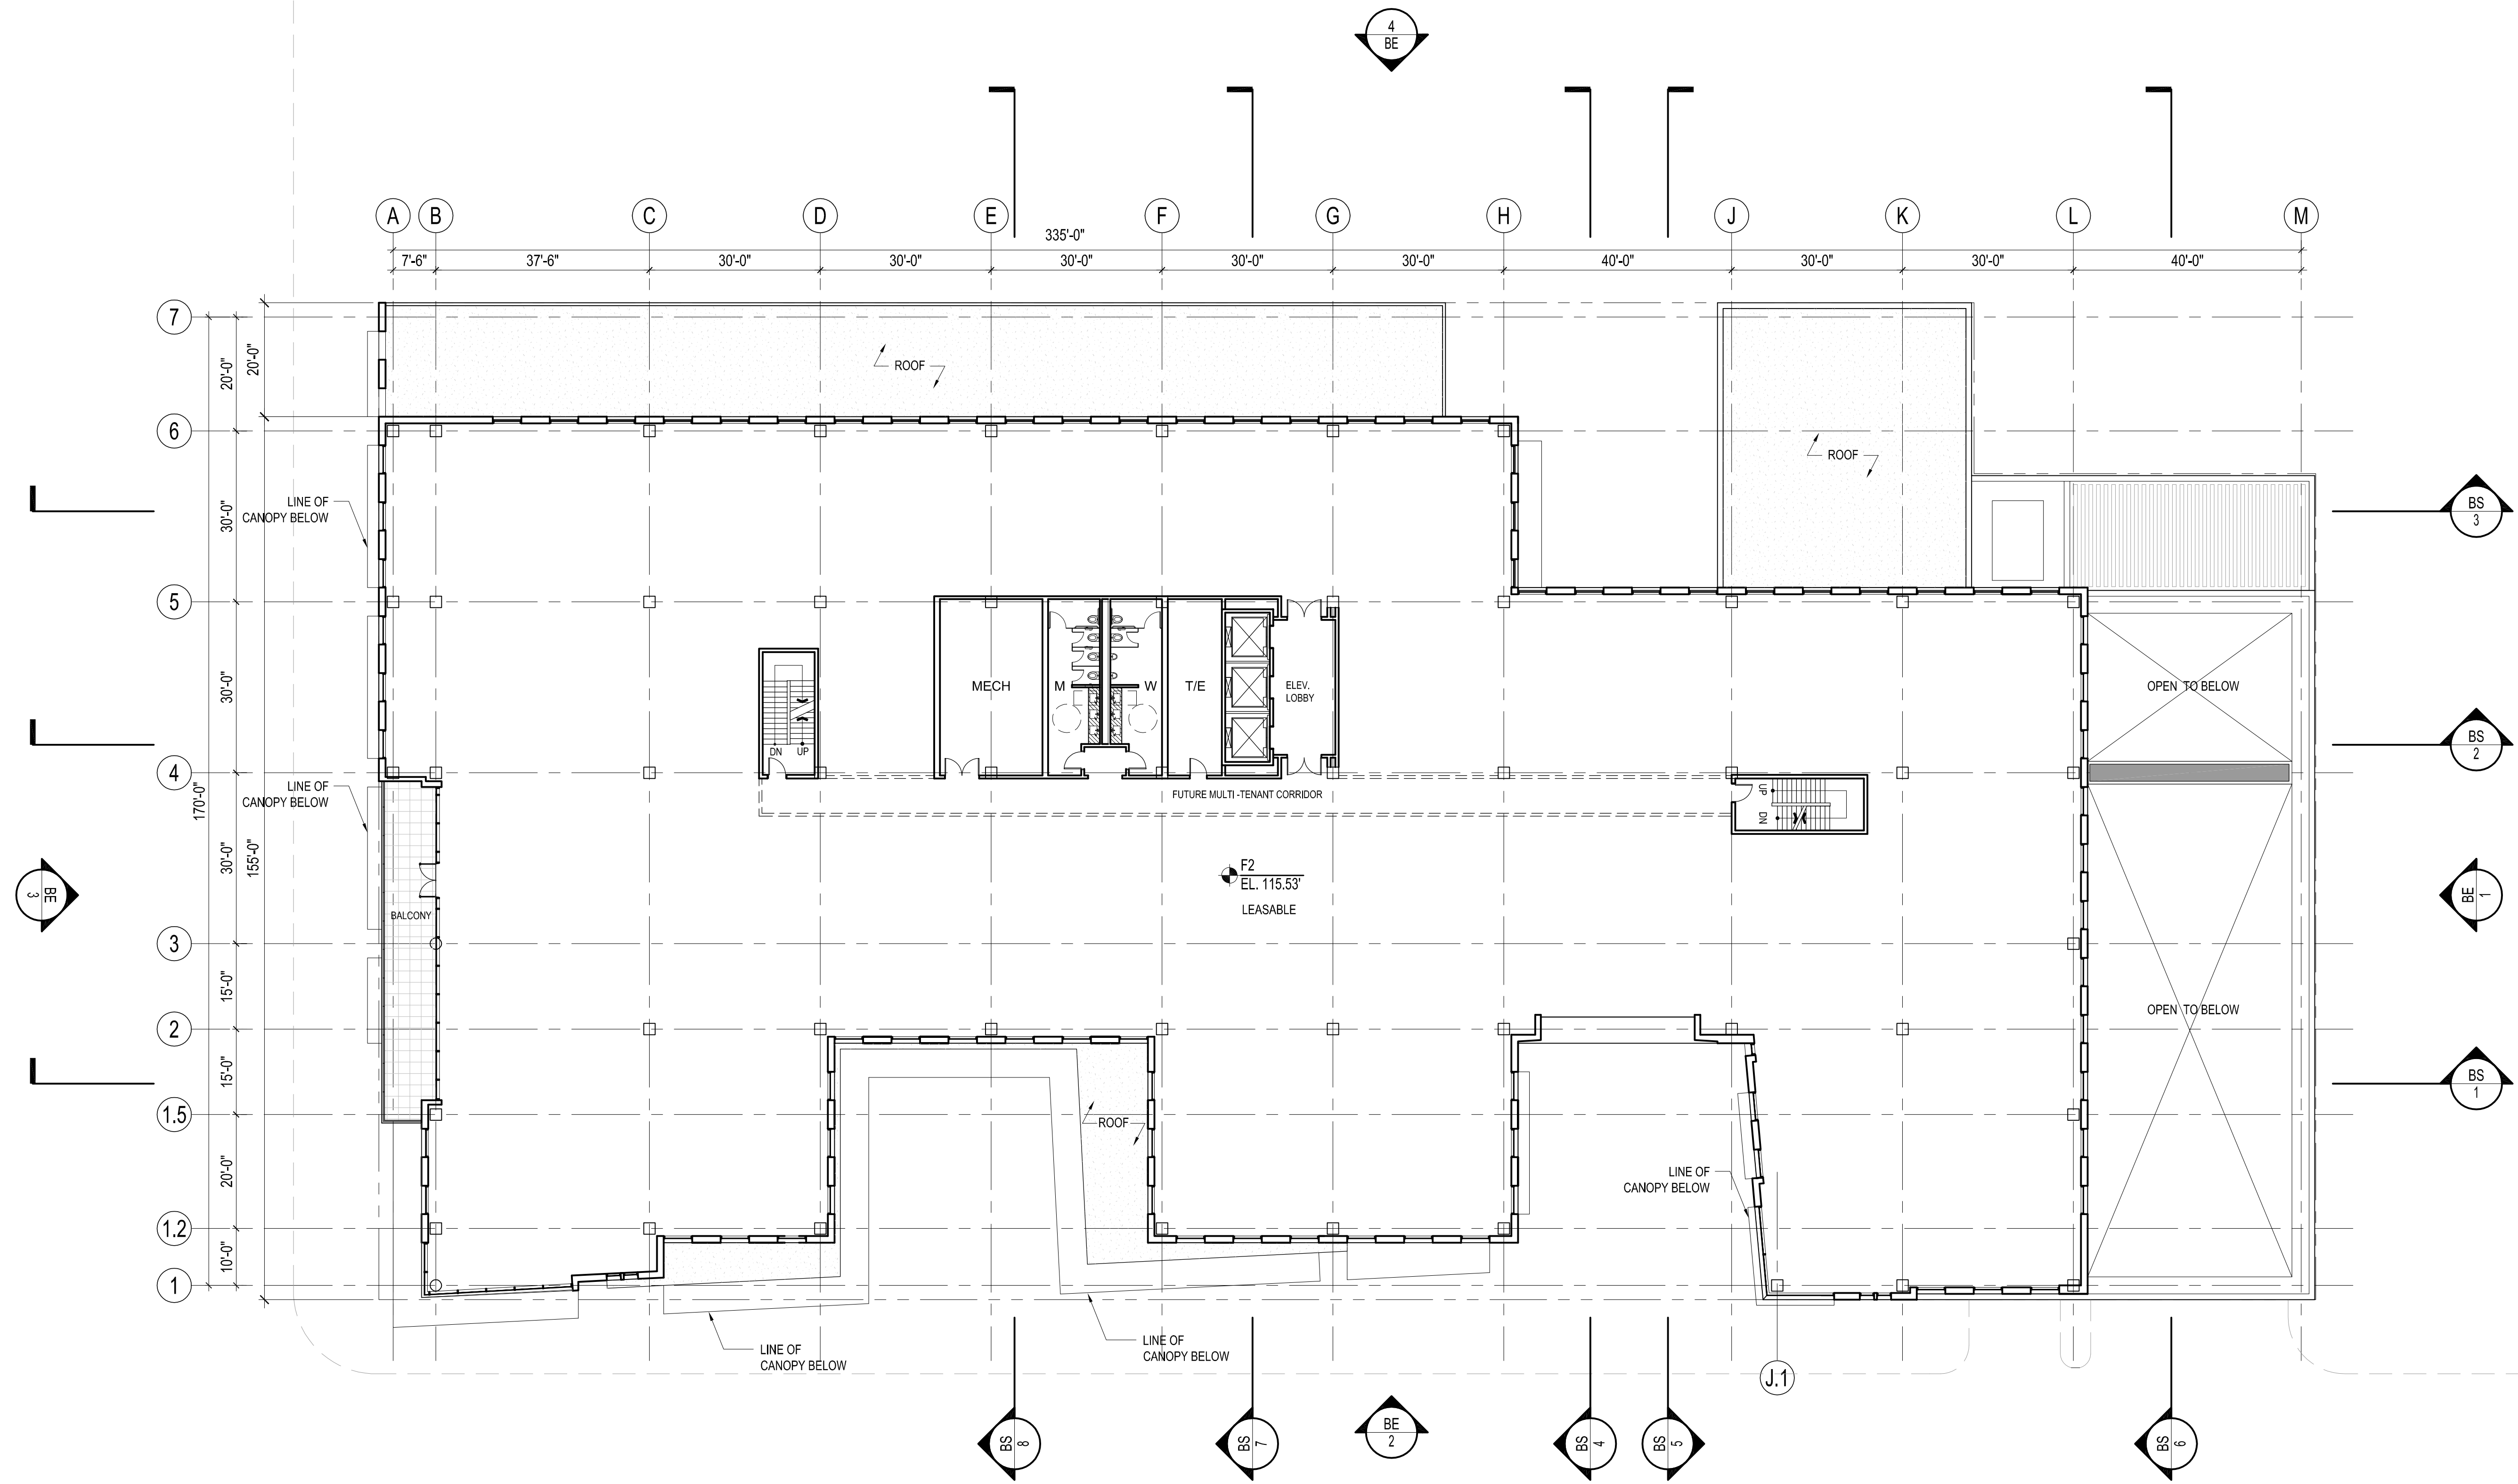 4
BE
A
B
C
D
E
F
G
H
J
K
L
M
335'-0"
7'-6"
37'-6"
30'-0"
30'-0"
30'-0"
30'-0"
30'-0"
40'-0"
30'-0"
30'-0"
40'-0"
7
6
5
4
3
2
1.5
1.2
1
20'-0"
20'-0"
30'-0"
30'-0"
170'-0"
30'-0"
155'-0"
15'-0"
15'-0"
20'-0"
10'-0"
ROOF
ROOF
LINE OF
CANOPY BELOW
BS
3
MECH
M
W
T/E
ELEV.
LOBBY
OPEN TO BELOW
DN
UP
BS
2
LINE OF
CANOPY BELOW
FUTURE MULTI -TENANT CORRIDOR
UP
DN
F2
EL. 115.53'
LEASABLE
BE
3
BE
1
BALCONY
OPEN TO BELOW
BS
1
ROOF
LINE OF
CANOPY BELOW
LINE OF
CANOPY BELOW
LINE OF
CANOPY BELOW
J.1
BS
8
BS
7
BE
2
BS
4
BS
5
BS
6